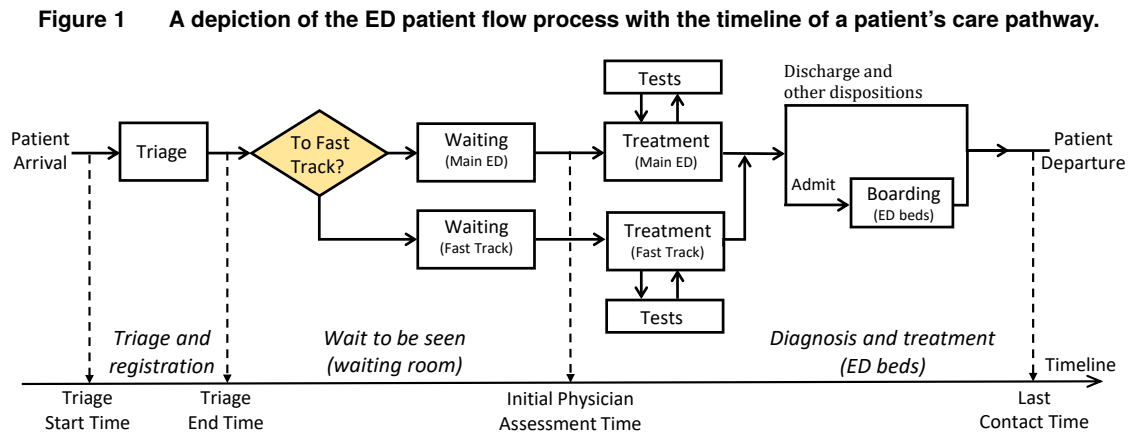 Figure 1 A depiction of the ED patient flow process with the timeline of a patient's care pathway.
Patient
Arrival
Triage
To Fast
Track?
Waiting
(Main ED)
Waiting
(Fast Track)
Tests
Treatment
(Main ED)
Treatment
(Fast Track)
Tests
Discharge and
other dispositions
Admit
Boarding
(ED beds)
Patient
Departure
Triage and
registration
Wait to be seen
(waiting room)
Diagnosis and treatment
(ED beds)
Timeline
Triage
Start Time
Triage
End Time
Initial Physician
Assessment Time
Last
Contact Time